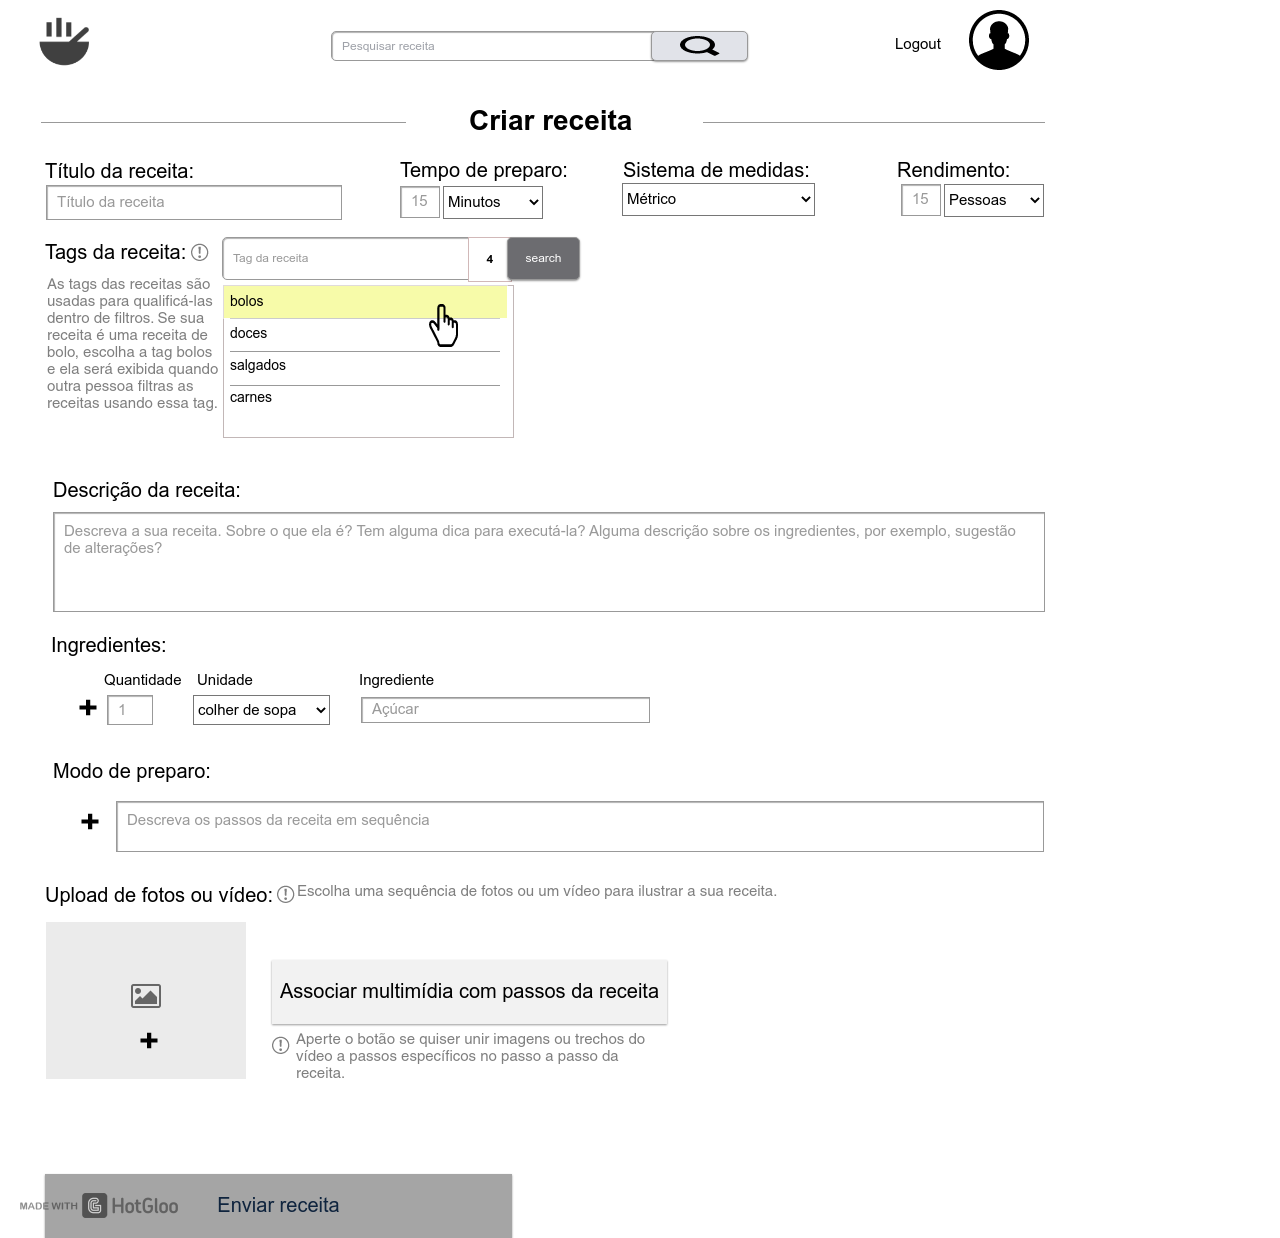 Pesquisar receita
Logout
Criar receita
Título da receita:
Tempo de preparo:
Sistema de medidas:
Rendimento:
Título da receita
15
Minutos
Métrico
15
Pessoas
Tags da receita:
Tag da receita
4
search
As tags das receitas são
usadas para qualificá-las
dentro de filtros. Se sua
receita é uma receita de
bolo, escolha a tag bolos
e ela será exibida quando
outra pessoa filtras as
receitas usando essa tag.
bolos
doces
salgados
carnes
Descrição da receita:
Descreva a sua receita. Sobre o que ela é? Tem alguma dica para executá-la? Alguma descrição sobre os ingredientes, por exemplo, sugestão
de alterações?
Ingredientes:
Quantidade
Unidade
Ingrediente
1
colher de sopa
Açúcar
Modo de preparo:
Descreva os passos da receita em sequência
Upload de fotos ou vídeo:
Escolha uma sequência de fotos ou um vídeo para ilustrar a sua receita.
Associar multimídia com passos da receita
Aperte o botão se quiser unir imagens ou trechos do
vídeo a passos específicos no passo a passo da
receita.
MADE WITH HotGloo
Enviar receita